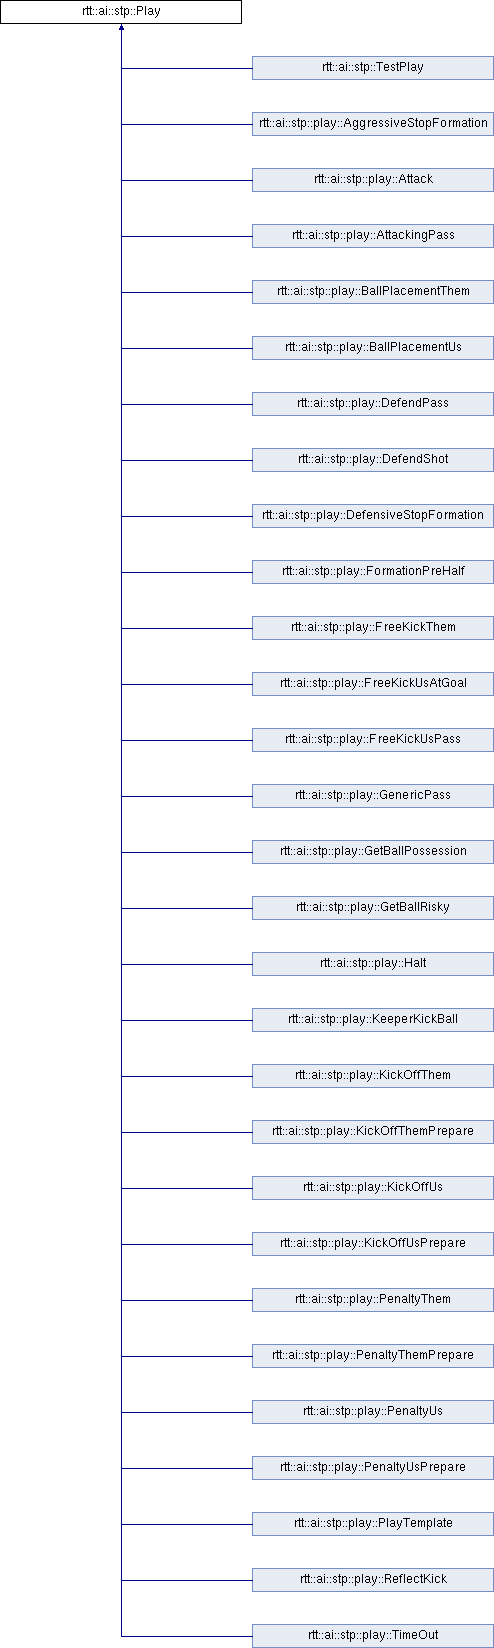 rtt::ai::stp::Play
rtt::ai::stp::TestPlay
rtt::ai::stp::play::AggressiveStopFormation
rtt::ai::stp::play::Attack
rtt::ai::stp::play::AttackingPass
rtt::ai::stp::play::BallPlacementThem
rtt::ai::stp::play::BallPlacementUs
rtt::ai::stp::play::DefendPass
rtt::ai::stp::play::DefendShot
rtt::ai::stp::play::DefensiveStopFormation
rtt::ai::stp::play::FormationPreHalf
rtt::ai::stp::play::FreeKickThem
rtt::ai::stp::play::FreeKickUsAtGoal
rtt::ai::stp::play::FreeKickUsPass
rtt::ai::stp::play::GenericPass
rtt::ai::stp::play::GetBallPossession
rtt::ai::stp::play::GetBallRisky
rtt::ai::stp::play::Halt
rtt::ai::stp::play::KeeperKickBall
rtt::ai::stp::play::KickOffThem
rtt::ai::stp::play::KickOffThemPrepare
rtt::ai::stp::play::KickOffUs
rtt::ai::stp::play::KickOffUsPrepare
rtt::ai::stp::play::PenaltyThem
rtt::ai::stp::play::PenaltyThemPrepare
rtt::ai::stp::play::PenaltyUs
rtt::ai::stp::play::PenaltyUsPrepare
rtt::ai::stp::play::PlayTemplate
rtt::ai::stp::play::ReflectKick
rtt::ai::stp::play::TimeOut